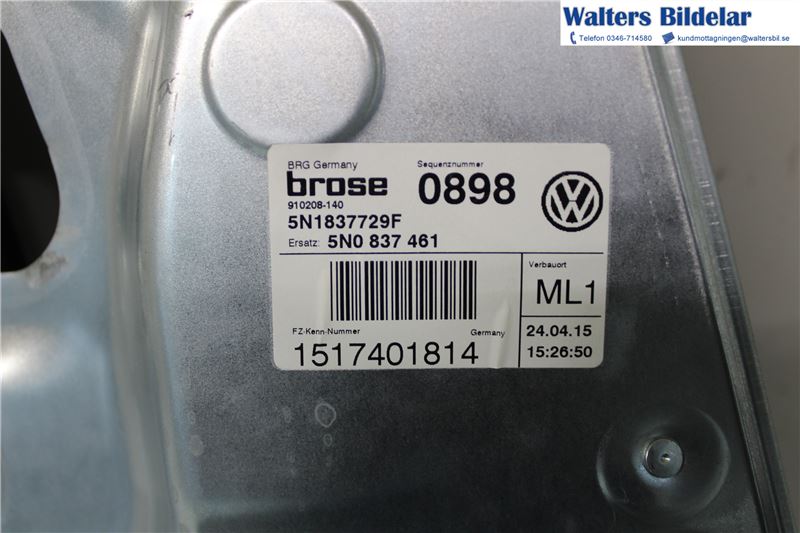 Walters Bildelar
Telefon 0346-714580 kundmottagningen@waltersbil.se
BRG Germany
Sequenznummer
brose 0898
910208-140
5N1837729F
Ersatz: 5N0 837 461
Verbauort
ML1
FZ-Kenn-Nummer Germany
24.04.15
1517401814
15:26:50